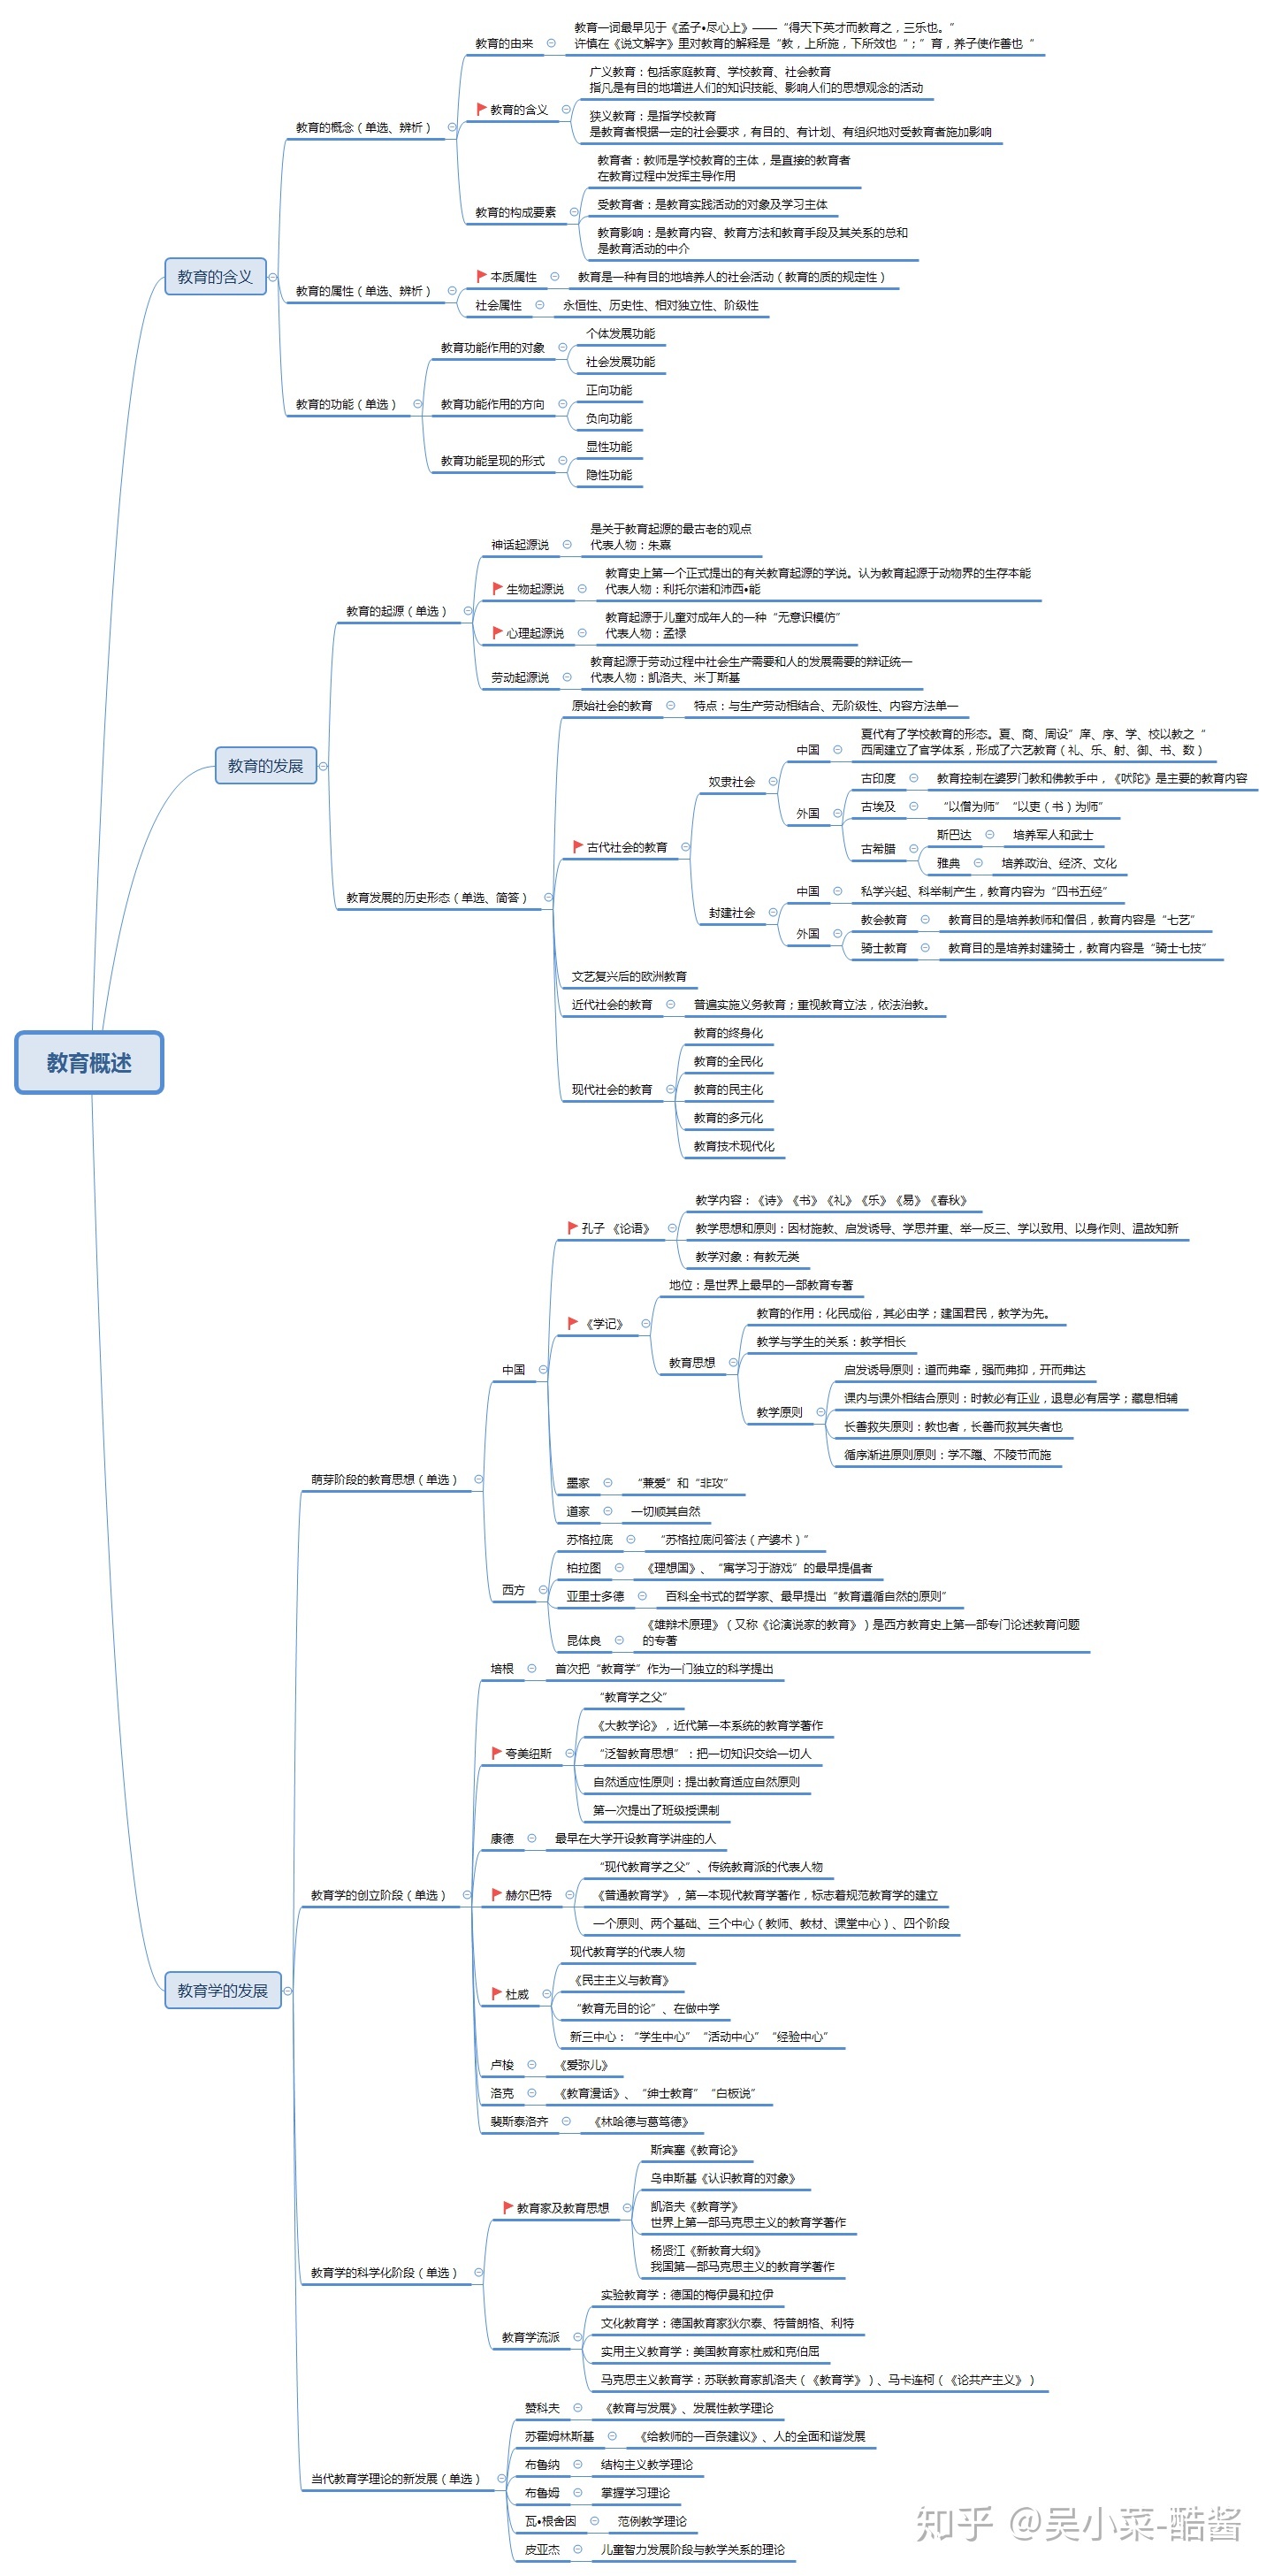 教育概述
教育的含义
教育的概念（单选、辨析）
教育的由来
教育一词最早见于《孟子•尽心上》——“得天下英才而教育之，三乐也。”
许慎在《说文解字》里对教育的解释是“教，上所施，下所效也“；”育，养子使作善也“
教育的含义
广义教育：包括家庭教育、学校教育、社会教育
指凡是有目的地增进人们的知识技能、影响人们的思想观念的活动
狭义教育：是指学校教育
是教育者根据一定的社会要求，有目的、有计划、有组织地对受教育者施加影响
教育的构成要素
教育者：教师是学校教育的主体，是直接的教育者
在教育过程中发挥主导作用
受教育者：是教育实践活动的对象及学习主体
教育影响：是教育内容、教育方法和教育手段及其关系的总和
是教育活动的中介
教育的属性（单选、辨析）
本质属性
教育是一种有目的地培养人的社会活动（教育的质的规定性）
社会属性
永恒性、历史性、相对独立性、阶级性
教育的功能（单选）
教育功能作用的对象
个体发展功能
社会发展功能
教育功能作用的方向
正向功能
负向功能
教育功能呈现的形式
显性功能
隐性功能
教育的发展
教育的起源（单选）
神话起源说
是关于教育起源的最古老的观点
代表人物：朱熹
生物起源说
教育史上第一个正式提出的有关教育起源的学说。认为教育起源于动物界的生存本能
代表人物：利托尔诺和沛西•能
心理起源说
教育起源于儿童对成年人的一种“无意识模仿”
代表人物：孟禄
劳动起源说
教育起源于劳动过程中社会生产需要和人的发展需要的辩证统一
代表人物：凯洛夫、米丁斯基
教育发展的历史形态（单选、简答）
原始社会的教育
特点：与生产劳动相结合、无阶级性、内容方法单一
古代社会的教育
奴隶社会
中国
夏代有了学校教育的形态。夏、商、周设”庠、序、学、校以教之“
西周建立了官学体系，形成了六艺教育（礼、乐、射、御、书、数）
外国
古印度
教育控制在婆罗门教和佛教手中，《吠陀》是主要的教育内容
古埃及
“以僧为师”“以吏（书）为师”
古希腊
斯巴达
培养军人和武士
雅典
培养政治、经济、文化
封建社会
中国
私学兴起、科举制产生，教育内容为“四书五经”
外国
教会教育
教育目的是培养教师和僧侣，教育内容是“七艺”
骑士教育
教育目的是培养封建骑士，教育内容是“骑士七技”
文艺复兴后的欧洲教育
近代社会的教育
普遍实施义务教育；重视教育立法，依法治教。
现代社会的教育
教育的终身化
教育的全民化
教育的民主化
教育的多元化
教育技术现代化
教育学的发展
萌芽阶段的教育思想（单选）
中国
孔子 《论语》
教学内容：《诗》《书》《礼》《乐》《易》《春秋》
教学思想和原则：因材施教、启发诱导、学思并重、举一反三、学以致用、以身作则、温故知新
教学对象：有教无类
《学记》
地位：是世界上最早的一部教育专著
教育思想
教育的作用：化民成俗，其必由学；建国君民，教学为先。
教学与学生的关系：教学相长
教学原则
启发诱导原则：道而弗牵，强而弗抑，开而弗达
课内与课外相结合原则：时教必有正业，退息必有居学；藏息相辅
长善救失原则：教也者，长善而救其失者也
循序渐进原则原则：学不躐、不陵节而施
墨家
“兼爱”和“非攻”
道家
一切顺其自然
西方
苏格拉底
“苏格拉底问答法（产婆术）”
柏拉图
《理想国》、“寓学习于游戏”的最早提倡者
亚里士多德
百科全书式的哲学家、最早提出“教育遵循自然的原则”
昆体良
《雄辩术原理》（又称《论演说家的教育》）是西方教育史上第一部专门论述教育问题
的专著
教育学的创立阶段（单选）
培根
首次把“教育学”作为一门独立的科学提出
夸美纽斯
“教育学之父”
《大教学论》，近代第一本系统的教育学著作
“泛智教育思想”：把一切知识交给一切人
自然适应性原则：提出教育适应自然原则
第一次提出了班级授课制
康德
最早在大学开设教育学讲座的人
赫尔巴特
“现代教育学之父”、传统教育派的代表人物
《普通教育学》，第一本现代教育学著作，标志着规范教育学的建立
一个原则、两个基础、三个中心（教师、教材、课堂中心）、四个阶段
杜威
现代教育学的代表人物
《民主主义与教育》
“教育无目的论”、在做中学
新三中心：“学生中心”“活动中心”“经验中心”
卢梭
《爱弥儿》
洛克
《教育漫话》、“绅士教育”“白板说”
裴斯泰洛齐
《林哈德与葛笃德》
教育学的科学化阶段（单选）
教育家及教育思想
斯宾塞《教育论》
乌申斯基《认识教育的对象》
凯洛夫《教育学》
世界上第一部马克思主义的教育学著作
杨贤江《新教育大纲》
我国第一部马克思主义的教育学著作
教育学流派
实验教育学：德国的梅伊曼和拉伊
文化教育学：德国教育家狄尔泰、特普朗格、利特
实用主义教育学：美国教育家杜威和克伯屈
马克思主义教育学：苏联教育家凯洛夫（《教育学》）、马卡连柯（《论共产主义》）
当代教育学理论的新发展（单选）
赞科夫
《教育与发展》、发展性教学理论
苏霍姆林斯基
《给教师的一百条建议》、人的全面和谐发展
布鲁纳
结构主义教学理论
布鲁姆
掌握学习理论
瓦•根舍因
范例教学理论
皮亚杰
儿童智力发展阶段与教学关系的理论
知乎 @吴小菜-酷酱